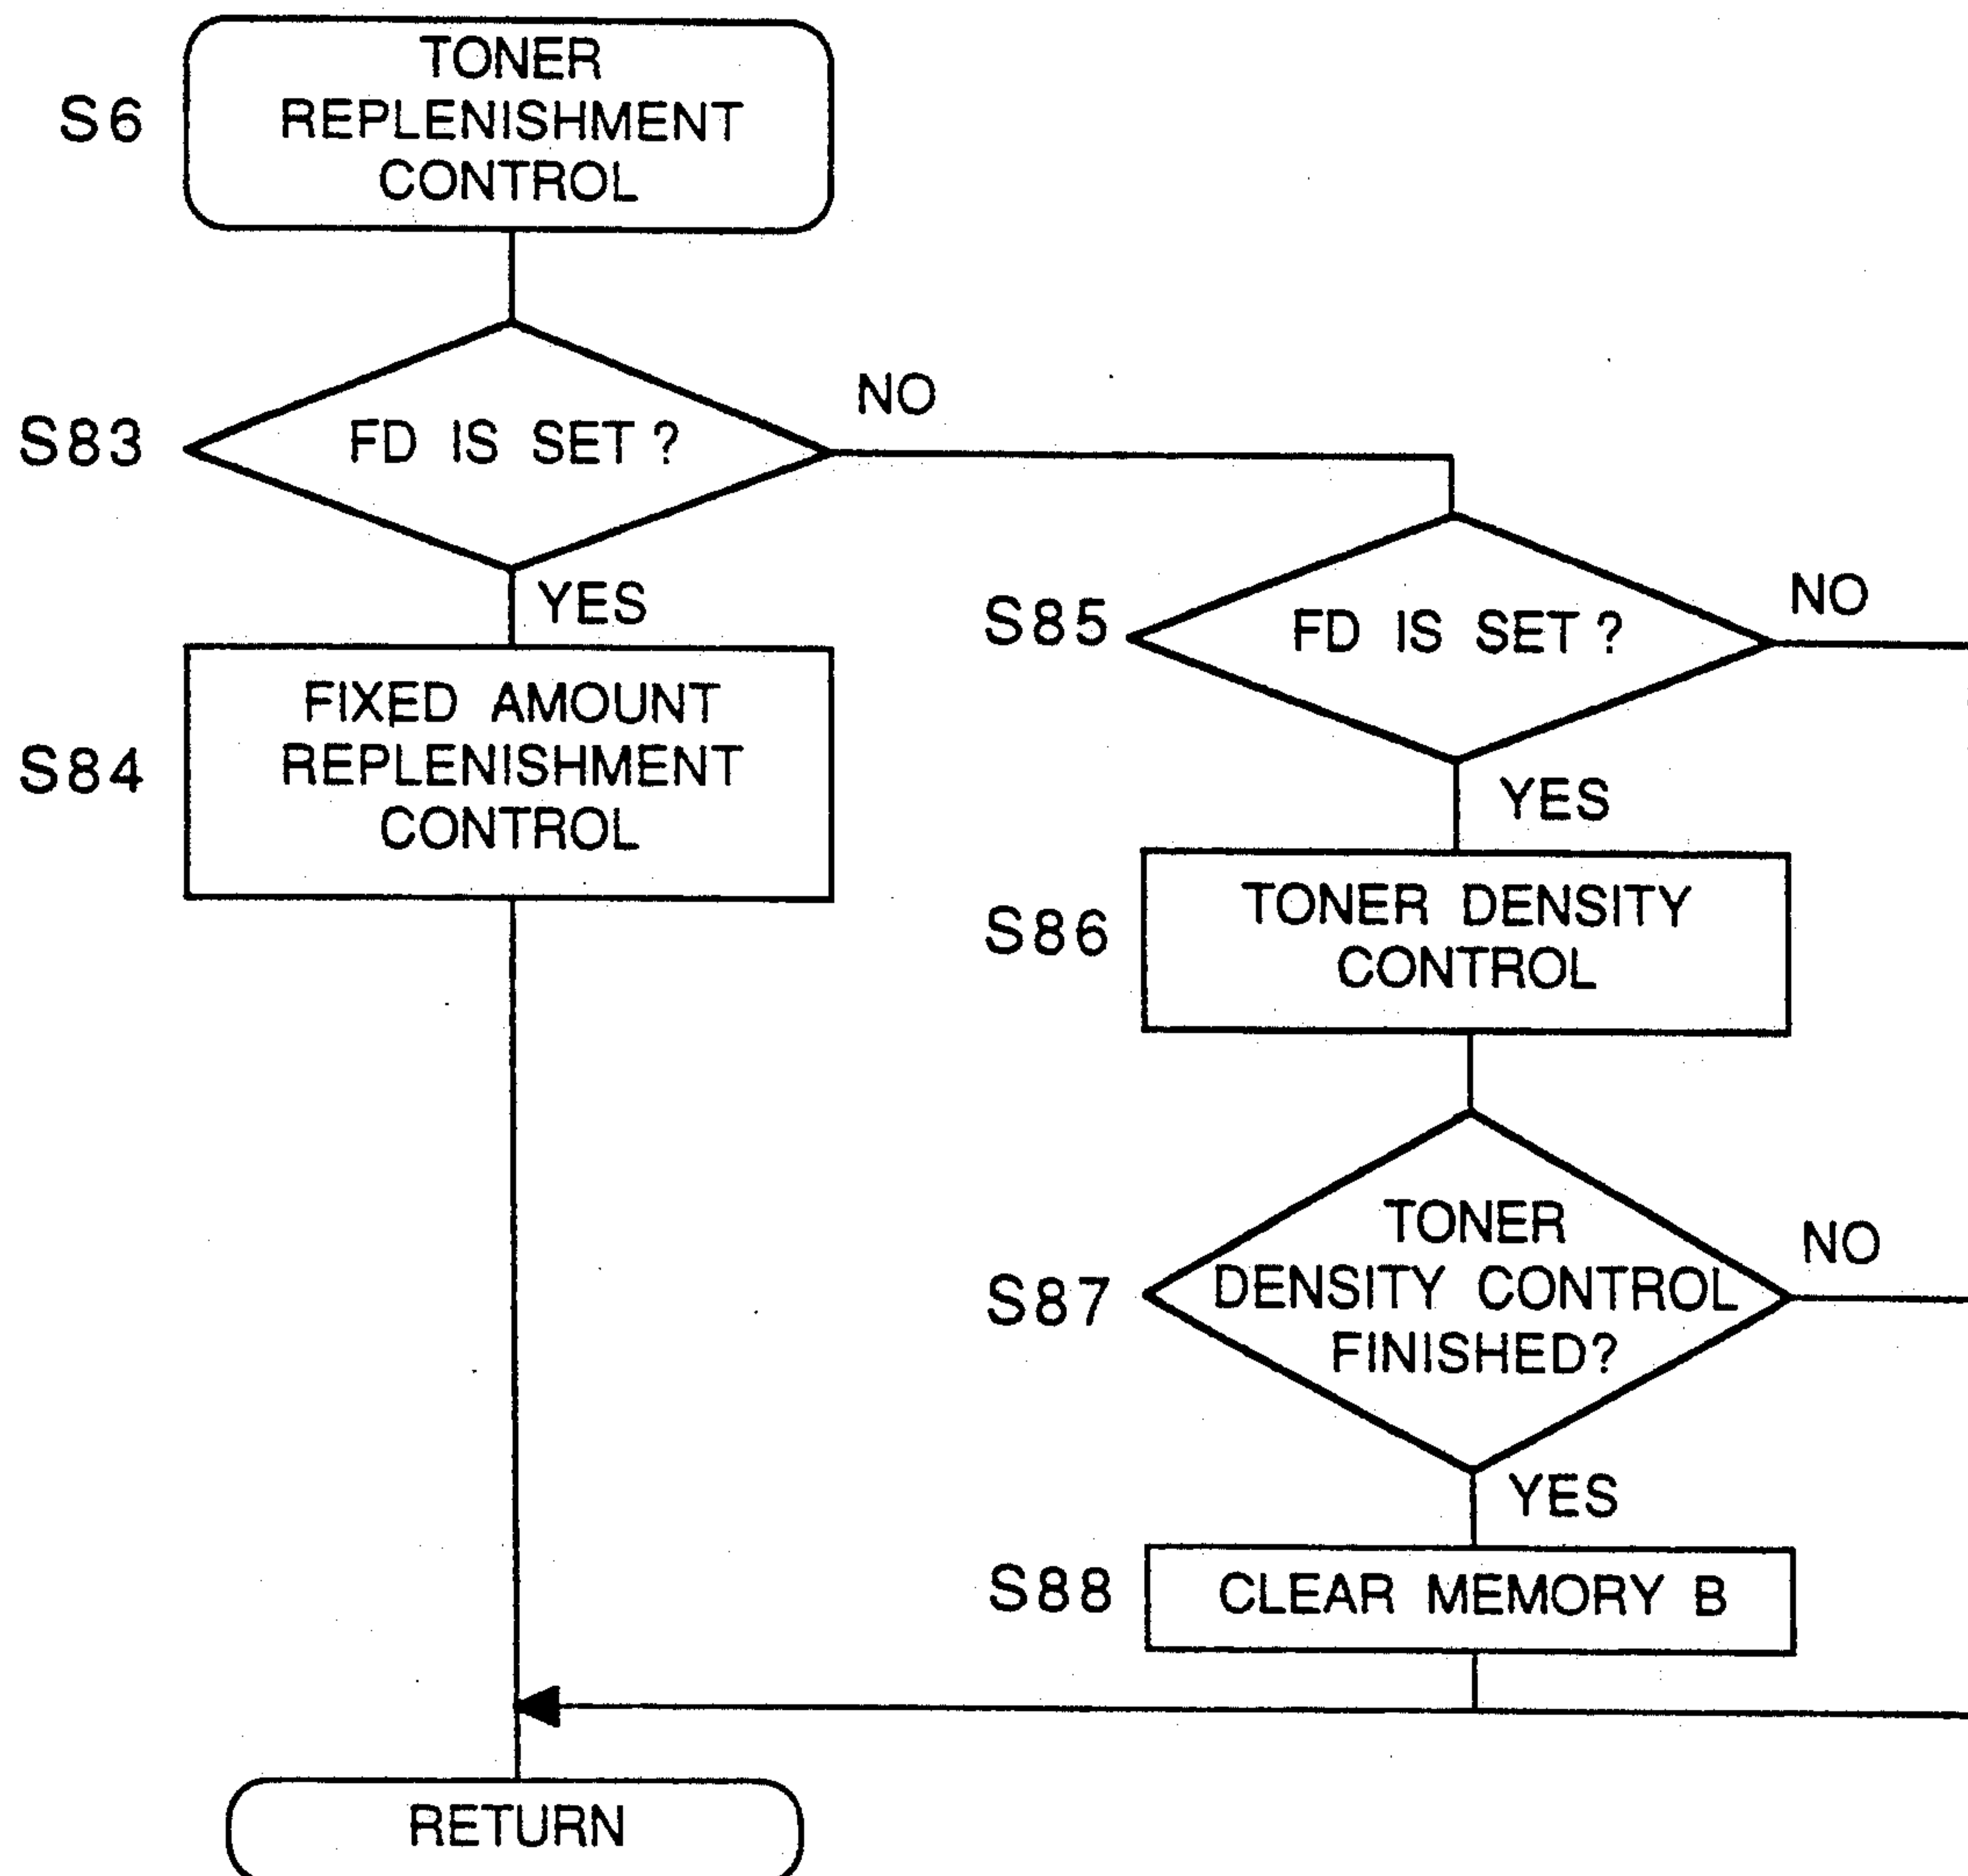 S6
TONER
REPLENISHMENT
CONTROL
S83
FD IS SET ?
NO
YES
S84
FIXED AMOUNT
REPLENISHMENT
CONTROL
S85
FD IS SET ?
NO
YES
S86
TONER DENSITY
CONTROL
S87
TONER
DENSITY CONTROL
FINISHED?
NO
YES
S88
CLEAR MEMORY B
RETURN